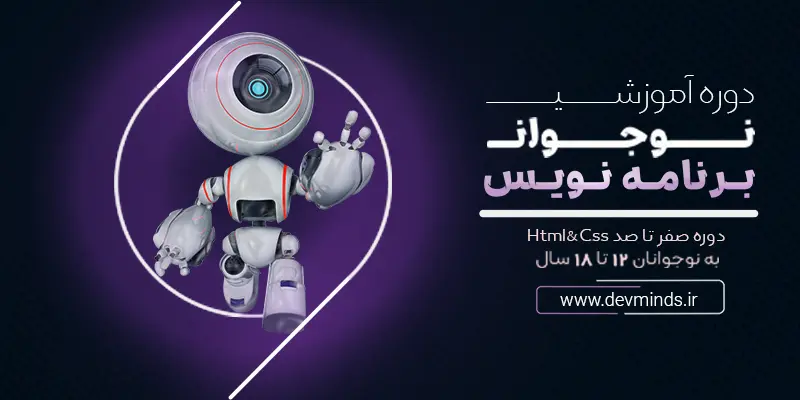 دوره آموزشی
نوجوان
برنامه نویس
دوره صفر تا صد Html&Css
به نوجوانان ۱۲ تا ۱۸ سال
www.devminds.ir